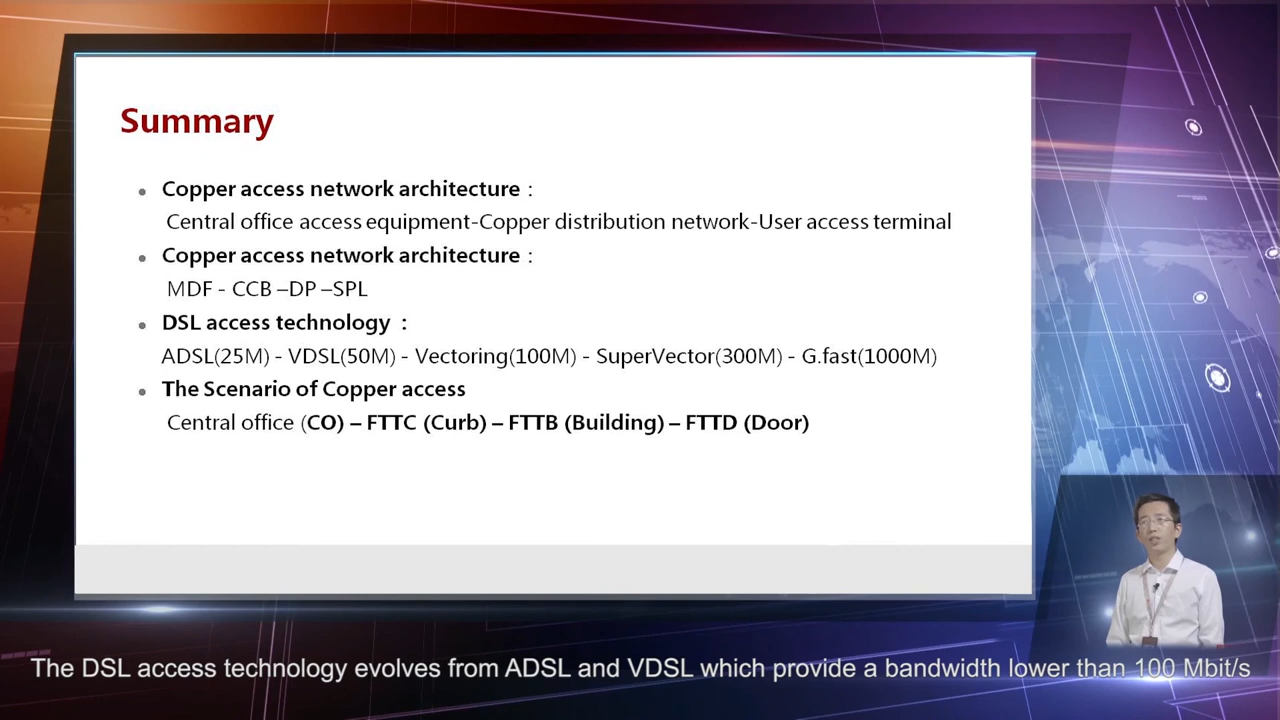 Summary
Copper access network architecture :
Central office access equipment-Copper distribution network-User access terminal
Copper access network architecture :
MDF - CCB –DP –SPL
DSL access technology :
ADSL(25M) - VDSL(50M) - Vectoring(100M) - SuperVector(300M) - G.fast(1000M)
The Scenario of Copper access
Central office (CO) – FTTC (Curb) – FTTB (Building) – FTTD (Door)
The DSL access technology evolves from ADSL and VDSL which provide a bandwidth lower than 100 Mbit/s